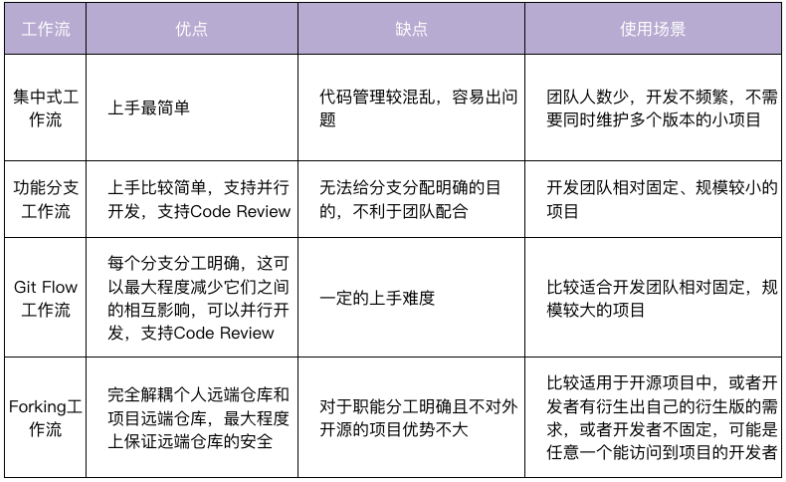 工作流
优点
缺点
使用场景
集中式工
作流
上手最简单
代码管理较混乱，容易出问
题
团队人数少，开发不频繁，不需
要同时维护多个版本的小项目
功能分支
工作流
上手比较简单，支持并行
开发，支持Code Review
无法给分支分配明确的目
的，不利于团队配合
开发团队相对固定、规模较小的
项目
Git Flow
工作流
每个分支分工明确，这可
以最大程度减少它们之间
的相互影响，可以并行开
发，支持Code Review
一定的上手难度
比较适合开发团队相对固定，规
模较大的项目
Forking工
作流
完全解耦个人远端仓库和
项目远端仓库，最大程度
上保证远端仓库的安全
对于职能分工明确且不对外
开源的项目优势不大
比较适用于开源项目中，或者开
发者有衍生出自己的衍生版的需
求，或者开发者不固定，可能是
任意一个能访问到项目的开发者